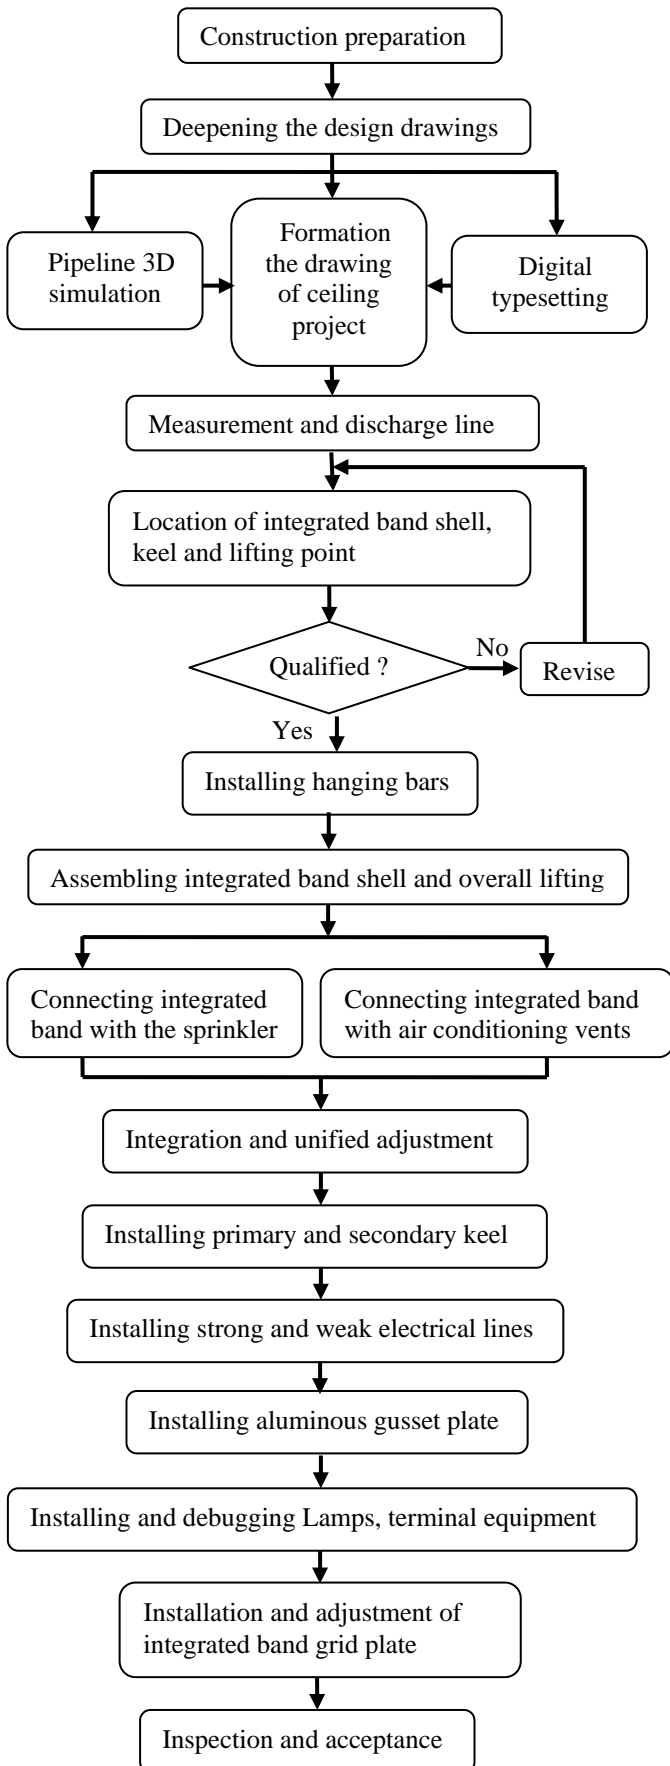 Construction preparation
Deepening the design drawings
Pipeline 3D
simulation
Formation
the drawing
of ceiling
project
Digital
typesetting
Measurement and discharge line
Location of integrated band shell,
keel and lifting point
Qualified ?
No
Revise
Yes
Installing hanging bars
Assembling integrated band shell and overall lifting
Connecting integrated
band with the sprinkler
Connecting integrated band
with air conditioning vents
Integration and unified adjustment
Installing primary and secondary keel
Installing strong and weak electrical lines
Installing aluminous gusset plate
Installing and debugging Lamps, terminal equipment
Installation and adjustment of
integrated band grid plate
Inspection and acceptance